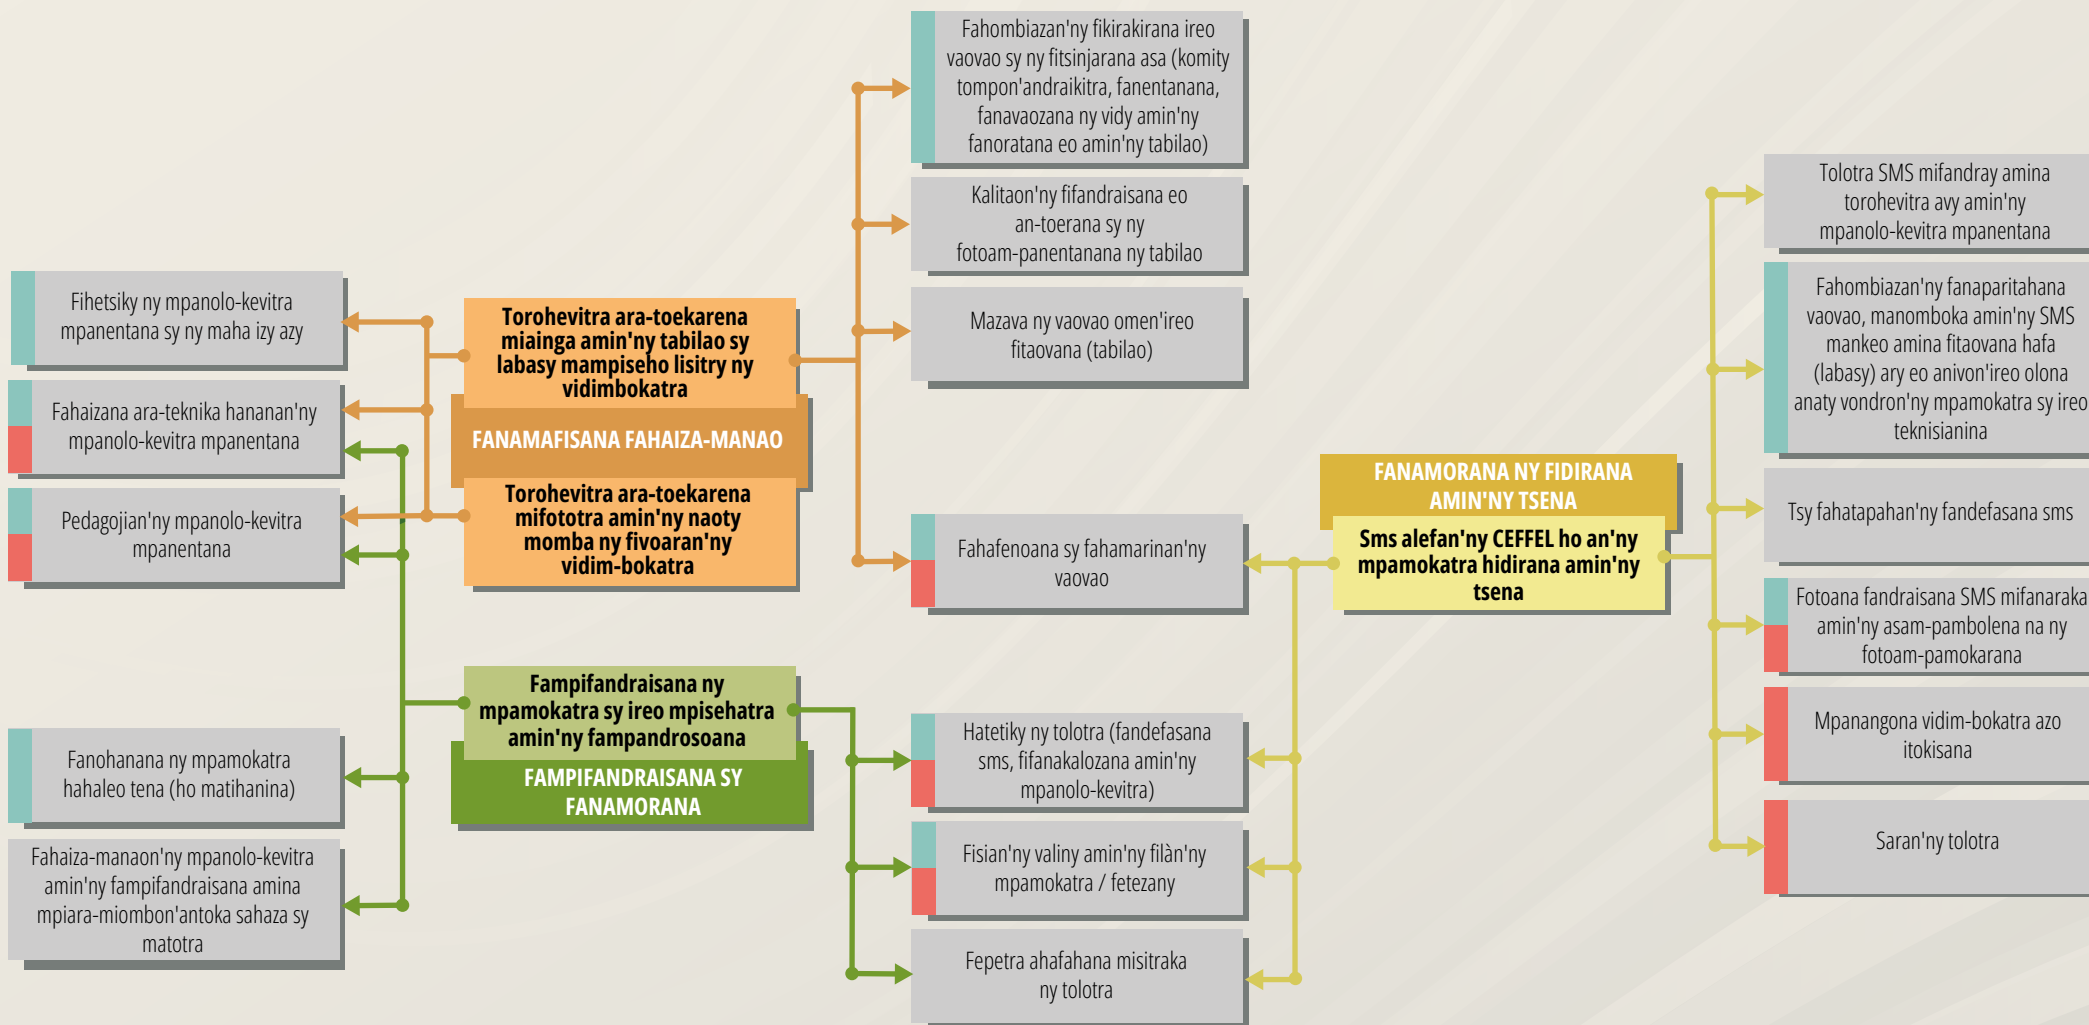 Fihetsiky ny mpanolo-kevitra
mpanentana sy ny maha izy azy
Fahaizana ara-teknika hananan'ny
mpanolo-kevitra mpanentana
Pedagojian'ny mpanolo-kevitra
mpanentana
Fanohanana ny mpamokatra
hahaleo tena (ho matihanina)
Fahaiza-manaon'ny mpanolo-kevitra
amin'ny fampifandraisana amina
mpiara-miombon'antoka sahaza sy
matotra
Torohevitra ara-toekarena
miainga amin'ny tabilao sy
labasy mampiseho lisitry ny
vidimbokatra
FANAMAFISANA FAHAIZA-MANAO
Torohevitra ara-toekarena
mifototra amin'ny naoty
momba ny fivoaran'ny
vidim-bokatra
Fampifandraisana ny
mpamokatra sy ireo mpisehatra
amin'ny fampandrosoana
FAMPIFANDRAISANA SY
FANAMORANA
Fahombiazan'ny fikirakirana ireo
vaovao sy ny fitsinjarana asa (komity
tompon'andraikitra, fanentanana,
fanavaozana ny vidy amin'ny
fanoratana eo amin'ny tabilao)
Kalitaon'ny fifandraisana eo
an-toerana sy ny
fotoam-panentanana ny tabilao
Mazava ny vaovao omen'ireo
fitaovana (tabilao)
Fahafenoana sy fahamarinan'ny
vaovao
Hatetiky ny tolotra (fandefasana
sms, fifanakalozana amin'ny
mpanolo-kevitra)
Fisian'ny valiny amin'ny filàn'ny
mpamokatra / fetezany
Fepetra ahafahana misitraka
ny tolotra
FANAMORANA NY FIDIRANA
AMIN'NY TSENA
Sms alefan'ny CEFFEL ho an'ny
mpamokatra hidirana amin'ny
tsena
Tolotra SMS mifandray amina
torohevitra avy amin'ny
mpanolo-kevitra mpanentana
Fahombiazan'ny fanaparitahana
vaovao, manomboka amin'ny SMS
mankeo amina fitaovana hafa
(labasy) ary eo anivon'ireo olona
anaty vondron'ny mpamokatra sy ireo
teknisianina
Tsy fahatapahan'ny fandefasana sms
Fotoana fandraisana SMS mifanaraka
amin'ny asam-pambolena na ny
fotoam-pamokarana
Mpanangona vidim-bokatra azo
itokisana
Saran'ny tolotra